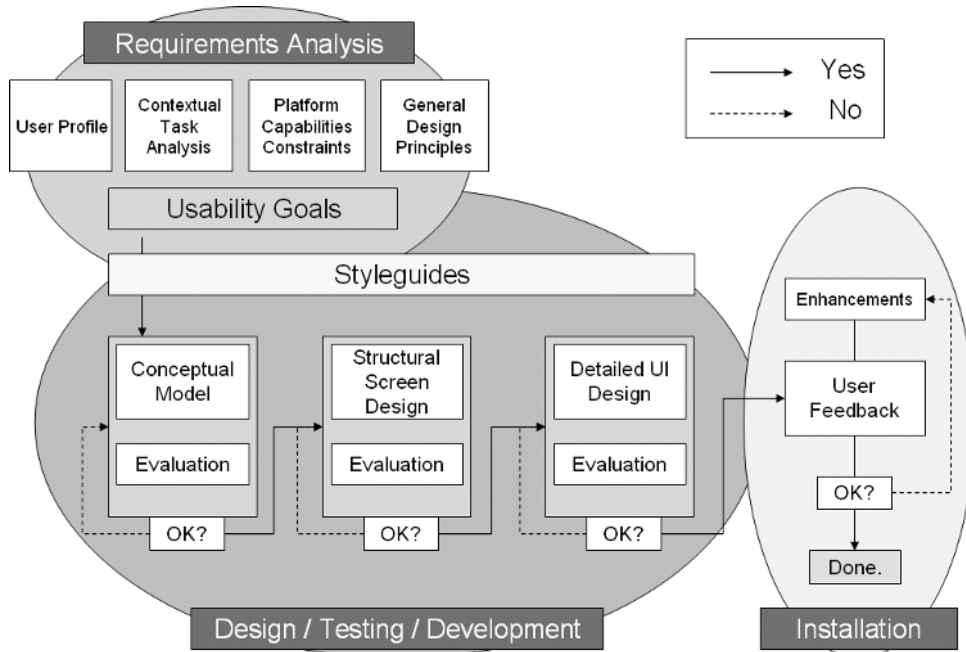 Requirements Analysis
User Profile
Contextual
Task
Analysis
Platform
Capabilities
Constraints
General
Design
Principles
Usability Goals
Yes
No
Styleguides
Conceptual
Model
Evaluation
OK?
Structural
Screen
Design
Evaluation
OK?
Detailed UI
Design
Evaluation
OK?
Design / Testing / Development
Enhancements
User
Feedback
OK?
Done.
Installation